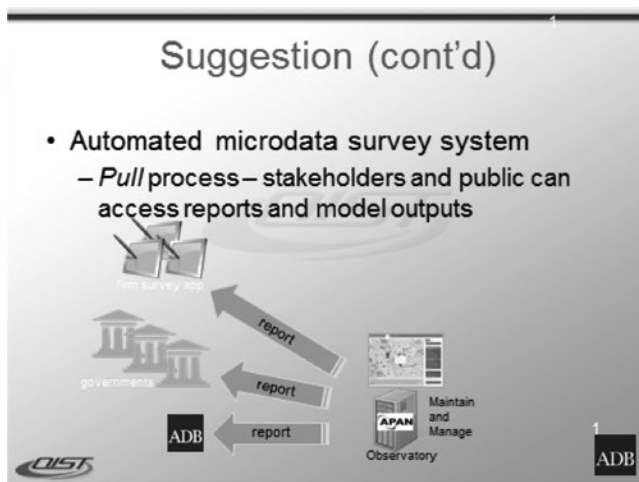 1
Suggestion (cont’d)
• Automated microdata survey system
– Pull process – stakeholders and public can
access reports and model outputs
firm survey app
report
governments
report
ADB
report
APAN
Maintain
and
Manage
Observatory
OIST
1
ADB